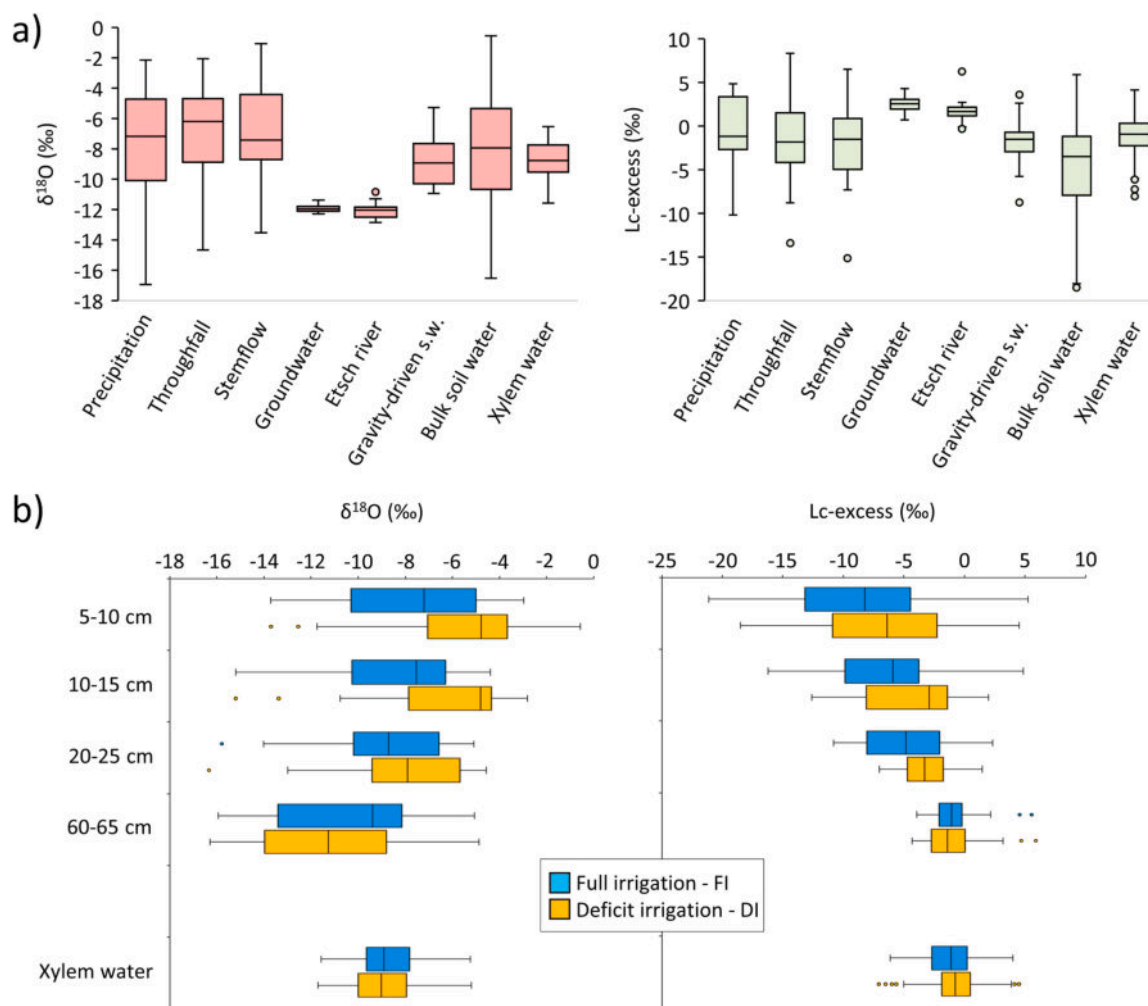 a)
δ¹⁸O (‰)
0
-2
-4
-6
-8
-10
-12
-14
-16
-18
Precipitation
Throughfall
Stemflow
Groundwater
Etsch river
Gravity-driven s.w.
Bulk soil water
Xylem water
Lc-excess (‰)
10
5
0
-5
-10
-15
-20
Precipitation
Throughfall
Stemflow
Groundwater
Etsch river
Gravity-driven s.w.
Bulk soil water
Xylem water
b)
δ¹⁸O (‰)
-18 -16 -14 -12 -10 -8 -6 -4 -2 0
Lc-excess (‰)
-25 -20 -15 -10 -5 0 5 10
5-10 cm
10-15 cm
20-25 cm
60-65 cm
Xylem water
Full irrigation - FI
Deficit irrigation - DI